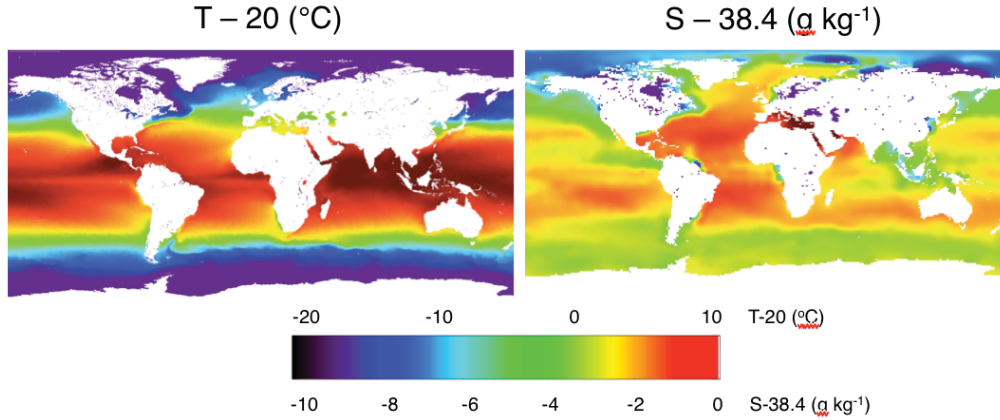 T – 20 (°C)
S – 38.4 (g kg-1)
-20 -10 0 10 T-20 (°C)
-10 -8 -6 -4 -2 0 S-38.4 (g kg-1)